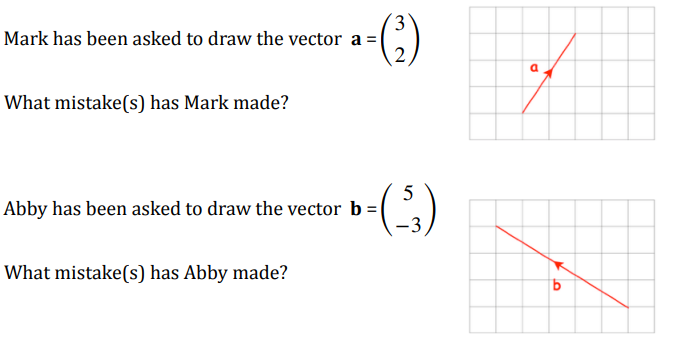 Mark has been asked to draw the vector a = (3
2)
a
What mistake(s) has Mark made?
Abby has been asked to draw the vector b = (5
−3)
What mistake(s) has Abby made?
b